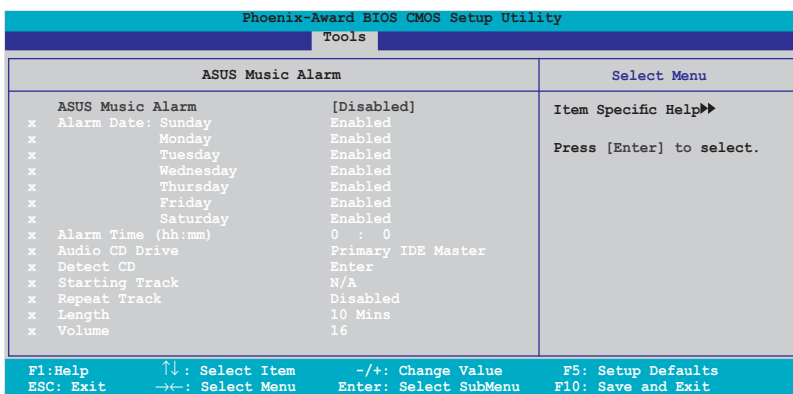 Phoenix-Award BIOS CMOS Setup Utility
Tools
ASUS Music Alarm
Select Menu
ASUS Music Alarm [Disabled]
x Alarm Date: Sunday Enabled
x Monday Enabled
x Tuesday Enabled
x Wednesday Enabled
x Thursday Enabled
x Friday Enabled
x Saturday Enabled
x Alarm Time (hh:mm) 0 : 0
x Audio CD Drive Primary IDE Master
x Detect CD Enter
x Starting Track N/A
x Repeat Track Disabled
x Length 10 Mins
x Volume 16
Item Specific Help▶▶
Press [Enter] to select.
F1:Help ↑↓: Select Item -/+: Change Value F5: Setup Defaults
ESC: Exit →←: Select Menu Enter: Select SubMenu F10: Save and Exit